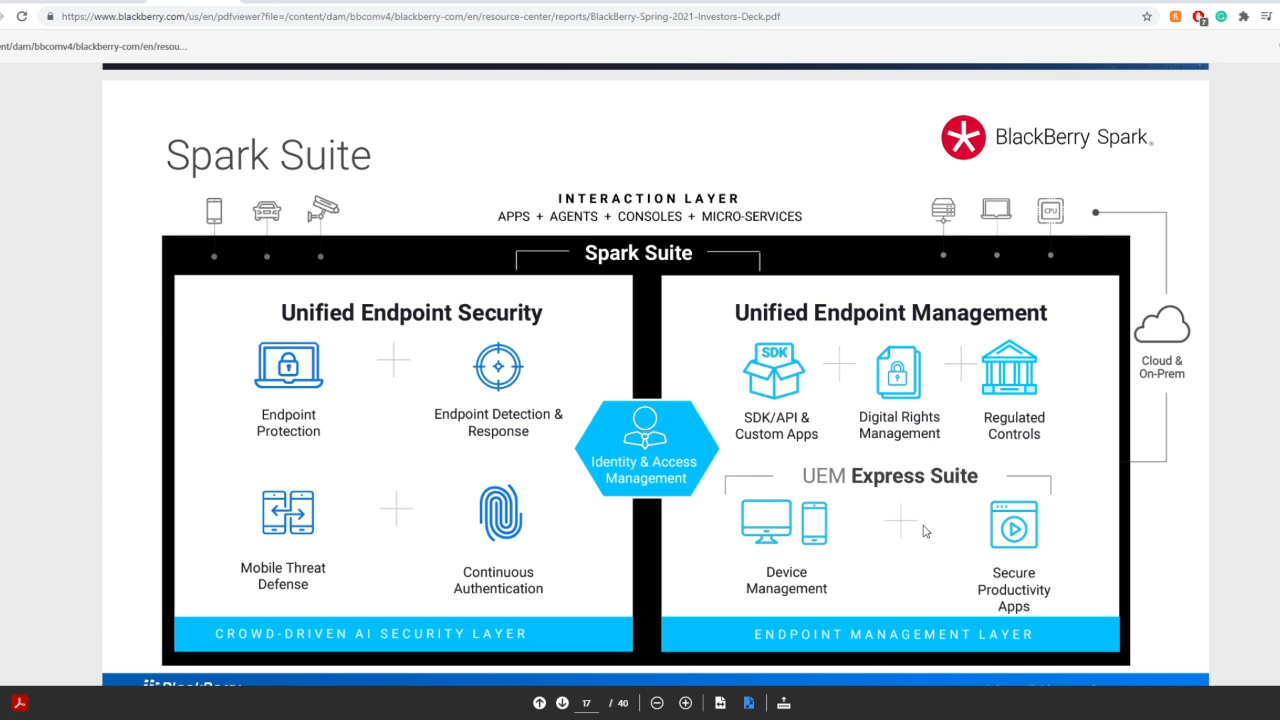 https://www.blackberry.com/us/en/pdfviewer?file=/content/dam/bbcomv4/blackberry-com/en/resource-center/reports/BlackBerry-Spring-2021-Investors-Deck.pdf
7
nt/dam/bbcomv4/blackberry-com/en/resou...
Spark Suite
BlackBerry Spark®
INTERACTION LAYER
APPS + AGENTS + CONSOLES + MICRO-SERVICES
CPU
Spark Suite
Unified Endpoint Security
Endpoint
Protection
Endpoint Detection &
Response
Mobile Threat
Defense
Continuous
Authentication
CROWD-DRIVEN AI SECURITY LAYER
Identity & Access
Management
Unified Endpoint Management
SDK
SDK/API &
Custom Apps
Digital Rights
Management
Regulated
Controls
UEM Express Suite
Device
Management
Secure
Productivity
Apps
ENDPOINT MANAGEMENT LAYER
Cloud &
On-Prem
BlackBerry
17 / 40